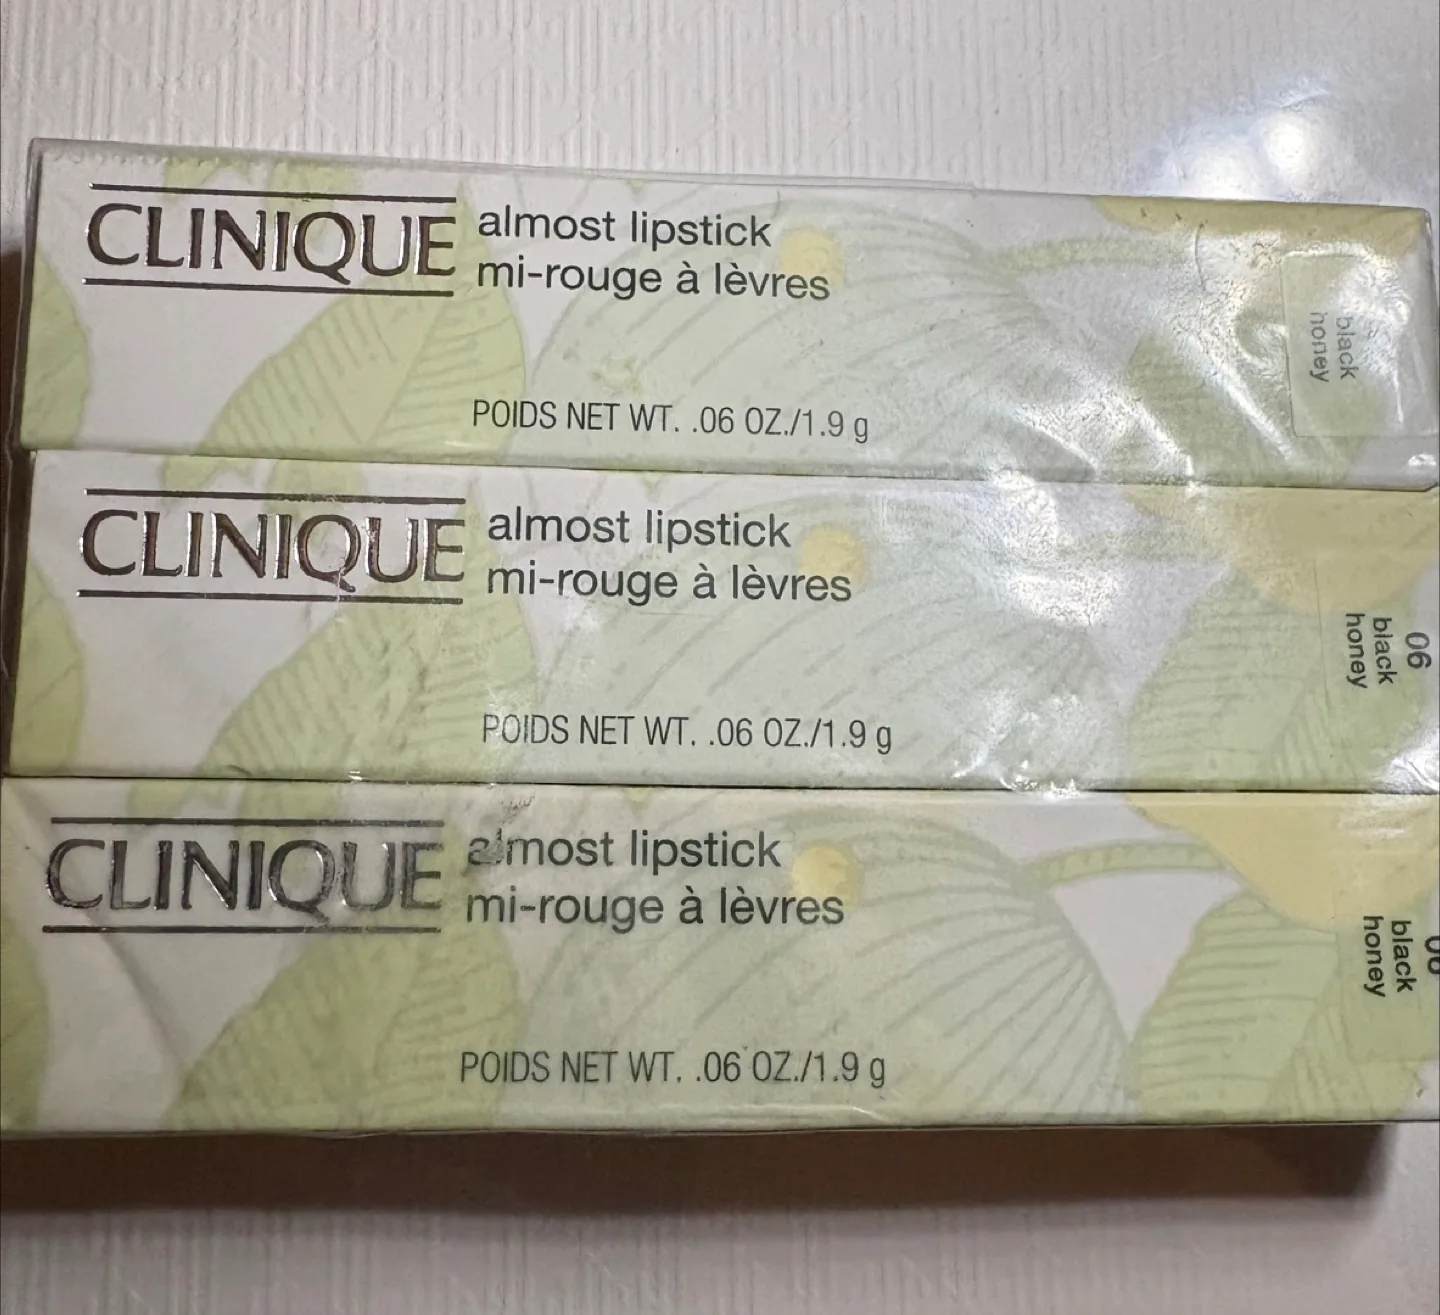 CLINIQUE
almost lipstick
mi-rouge à lèvres
POIDS NET WT. .06 OZ./1.9 g
black
honey
CLINIQUE
almost lipstick
mi-rouge à lèvres
POIDS NET WT. .06 OZ./1.9 g
06
black
honey
CLINIQUE
almost lipstick
mi-rouge à lèvres
POIDS NET WT. .06 OZ./1.9 g
06
black
honey